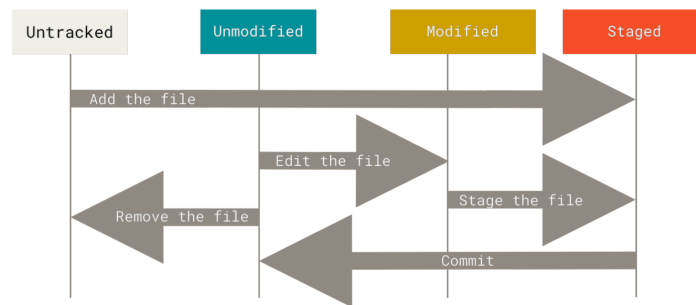 Untracked
Unmodified
Modified
Staged
Add the file
Edit the file
Stage the file
Remove the file
Commit